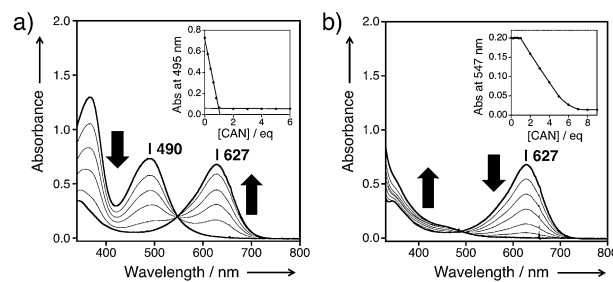 a)
2.0
1.5
1.0
0.5
0.0
Absorbance
400 500 600 700 800
Wavelength / nm
490
627
0.8
0.6
0.4
0.2
0.0
Abs at 495 nm
0 2 4 6
[CAN] / eq
b)
2.0
1.5
1.0
0.5
0.0
Absorbance
400 500 600 700 800
Wavelength / nm
627
0.20
0.15
0.10
0.05
0.00
Abs at 547 nm
0 2 4 6 8
[CAN] / eq